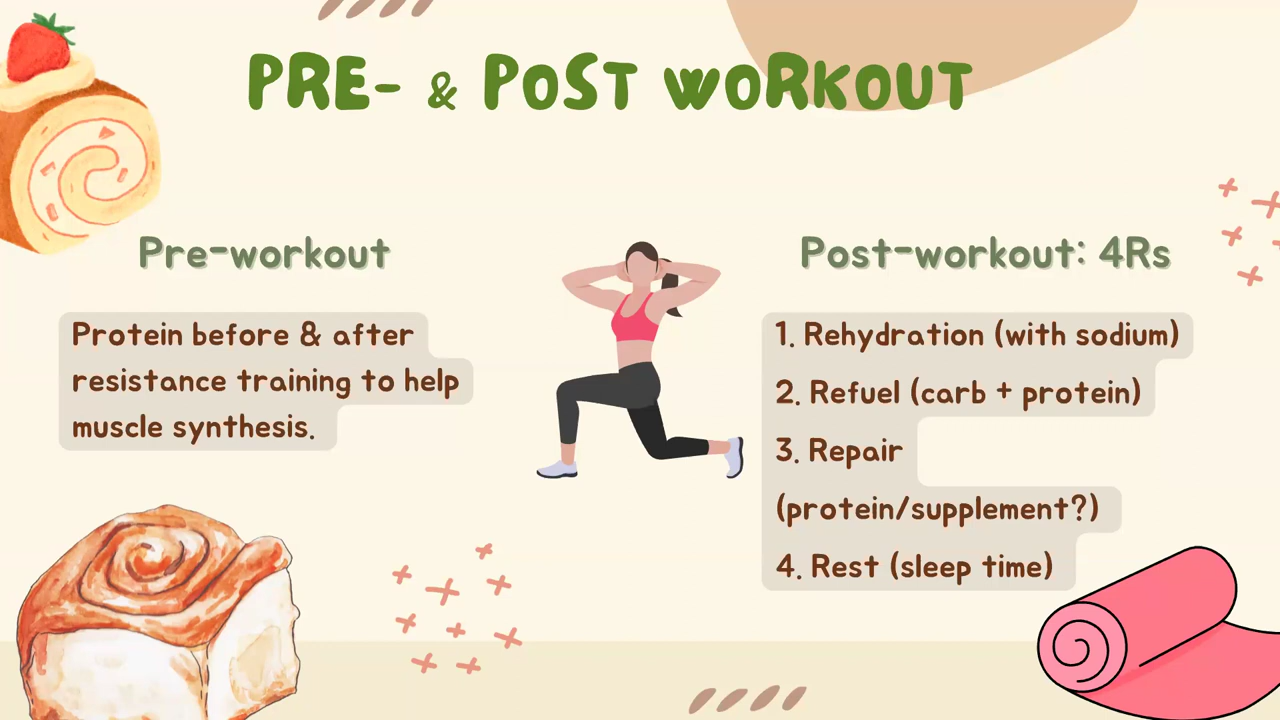 PRE- & POST WORKOUT
Pre-workout
Protein before & after
resistance training to help
muscle synthesis.
Post-workout: 4Rs
1. Rehydration (with sodium)
2. Refuel (carb + protein)
3. Repair
(protein/supplement?)
4. Rest (sleep time)